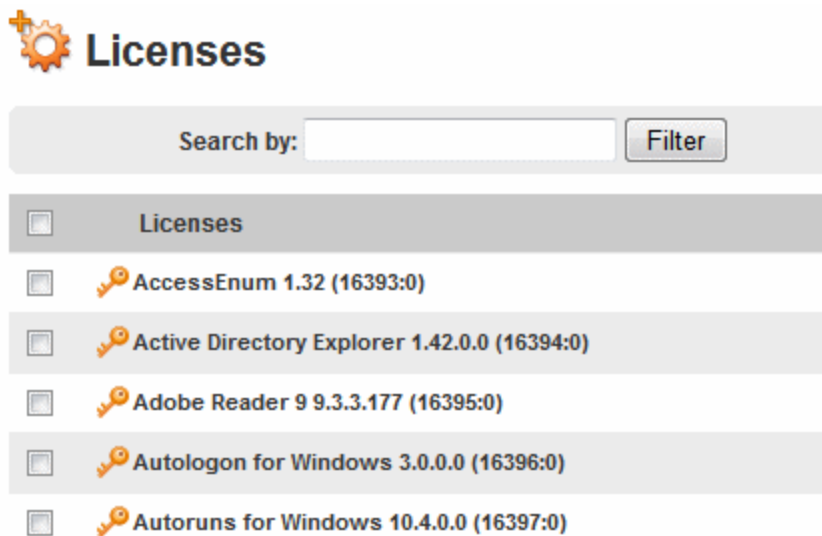 Licenses
Search by: Filter
Licenses
AccessEnum 1.32 (16393:0)
Active Directory Explorer 1.42.0.0 (16394:0)
Adobe Reader 9 9.3.3.177 (16395:0)
Autologon for Windows 3.0.0.0 (16396:0)
Autoruns for Windows 10.4.0.0 (16397:0)